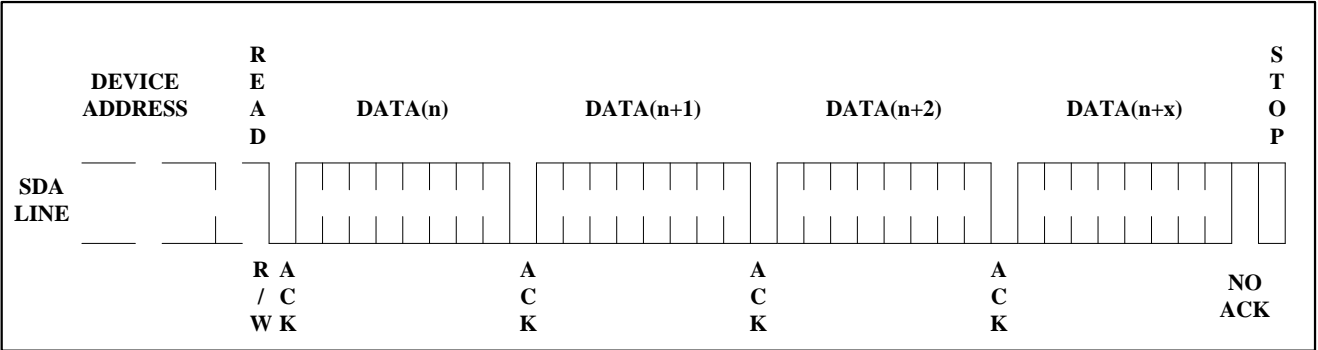 DEVICE
ADDRESS
READ
DATA(n)
DATA(n+1)
DATA(n+2)
DATA(n+x)
STOP
SDA
LINE
R/W
ACK
ACK
ACK
ACK
NO
ACK